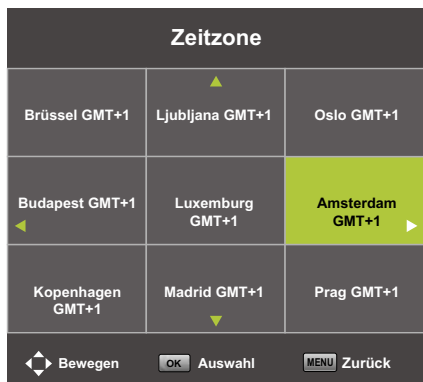 Zeitzone
Brüssel GMT+1
Ljubljana GMT+1
Oslo GMT+1
Budapest GMT+1
Luxemburg
GMT+1
Amsterdam
GMT+1
Kopenhagen
GMT+1
Madrid GMT+1
Prag GMT+1
Bewegen
OK Auswahl
MENU Zurück